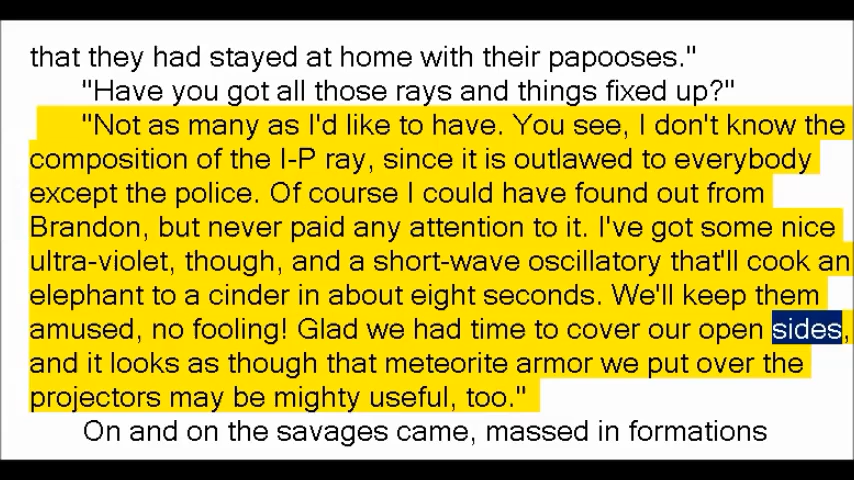 that they had stayed at home with their papooses."
"Have you got all those rays and things fixed up?"
"Not as many as I'd like to have. You see, I don't know the
composition of the I-P ray, since it is outlawed to everybody
except the police. Of course I could have found out from
Brandon, but never paid any attention to it. I've got some nice
ultra-violet, though, and a short-wave oscillatory that'll cook an
elephant to a cinder in about eight seconds. We'll keep them
amused, no fooling! Glad we had time to cover our open sides,
and it looks as though that meteorite armor we put over the
projectors may be mighty useful, too."
On and on the savages came, massed in formations